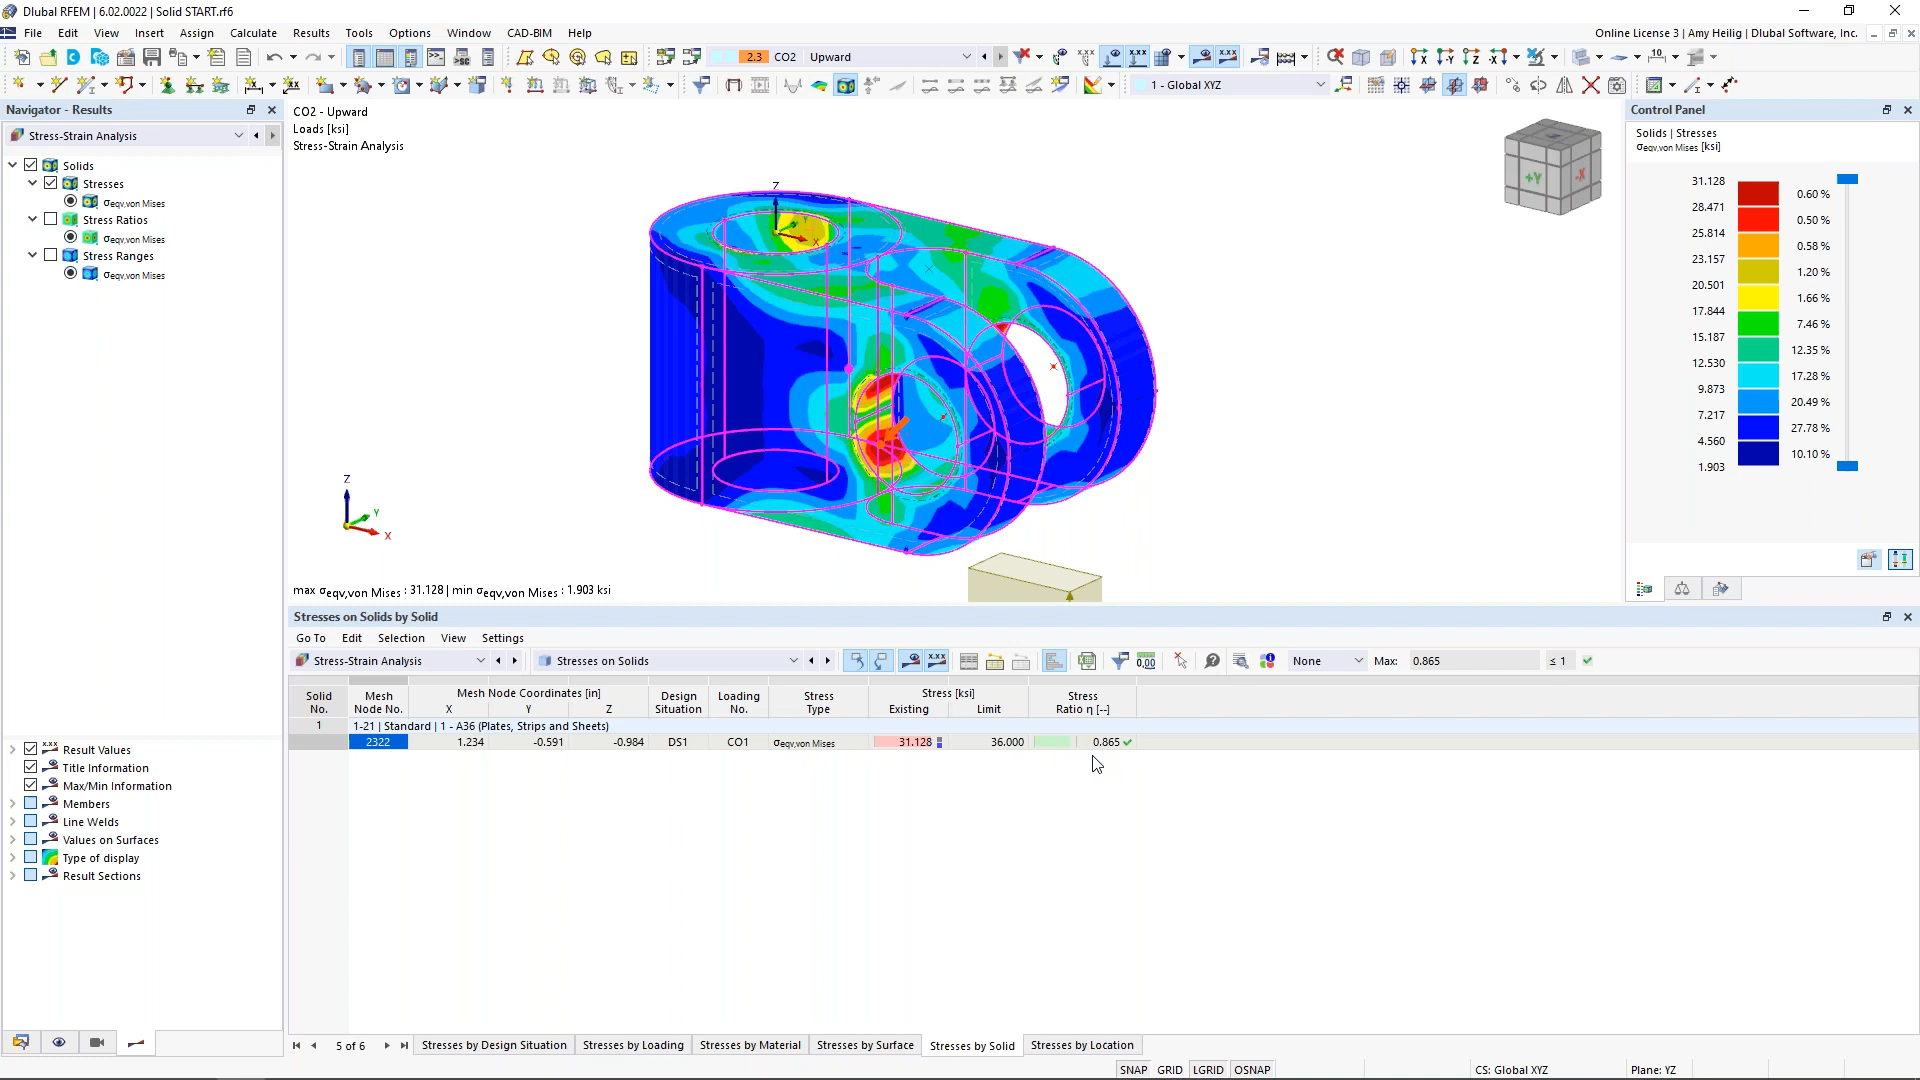 Dlubal RFEM | 6.02.0022 | Solid START.rf6
File Edit View Insert Assign Calculate Results Tools Options Window CAD-BIM Help
Online License 3 | Amy Heilig | Dlubal Software, Inc.
2.3 CO2 Upward
1 - Global XYZ
Navigator - Results
Stress-Strain Analysis
Solids
Stresses
σeqv,von Mises
Stress Ratios
σeqv,von Mises
Stress Ranges
σeqv,von Mises
Result Values
Title Information
Max/Min Information
Members
Line Welds
Values on Surfaces
Type of display
Result Sections
CO2 - Upward
Loads [ksi]
Stress-Strain Analysis
Z
Y
X
+Y
-X
Z
Y
X
max σeqv,von Mises : 31.128 | min σeqv,von Mises : 1.903 ksi
Control Panel
Solids | Stresses
σeqv,von Mises [ksi]
31.128
0.60 %
28.471
0.50 %
25.814
0.58 %
23.157
1.20 %
20.501
1.66 %
17.844
7.46 %
15.187
12.35 %
12.530
17.28 %
9.873
20.49 %
7.217
27.78 %
4.560
10.10 %
1.903
Stresses on Solids by Solid
Go To Edit Selection View Settings
Stress-Strain Analysis Stresses on Solids None Max: 0.865 ≤ 1
Solid Mesh Mesh Node Coordinates [in] Design Loading Stress Stress [ksi] Stress
No. Node No. X Y Z Situation No. Type Existing Limit Ratio η [--]
1 1-21 | Standard | 1 - A36 (Plates, Strips and Sheets)
2322 1.234 -0.591 -0.984 DS1 CO1 σeqv,von Mises 31.128 36.000 0.865
5 of 6 Stresses by Design Situation Stresses by Loading Stresses by Material Stresses by Surface Stresses by Solid Stresses by Location
SNAP GRID LGRID OSNAP CS: Global XYZ Plane: YZ